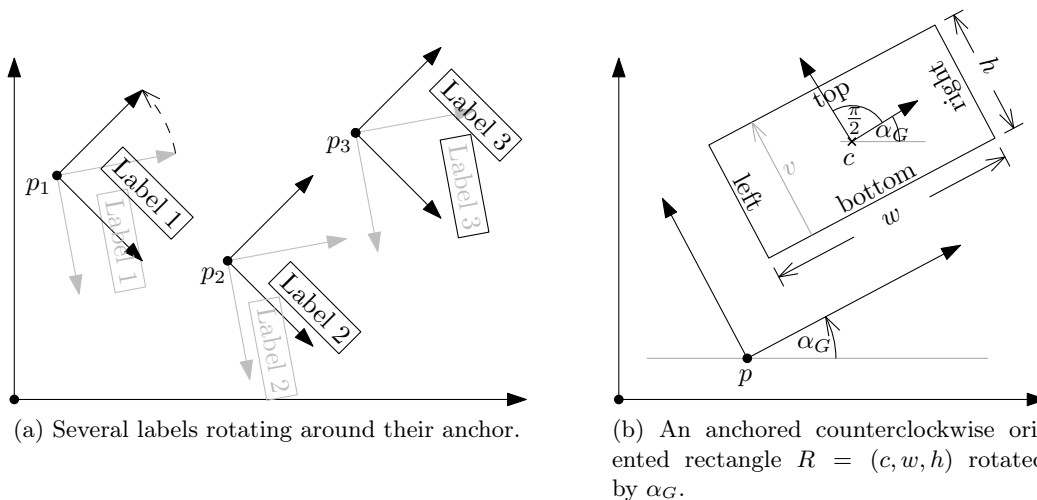 p1
Label 1
Label 1
p2
Label 2
Label 2
p3
Label 3
Label 3
(a) Several labels rotating around their anchor.
top
right
h
π/2
αG
c
left
v
bottom
w
αG
p
(b) An anchored counterclockwise ori-
ented rectangle R = (c, w, h) rotated
by αG.